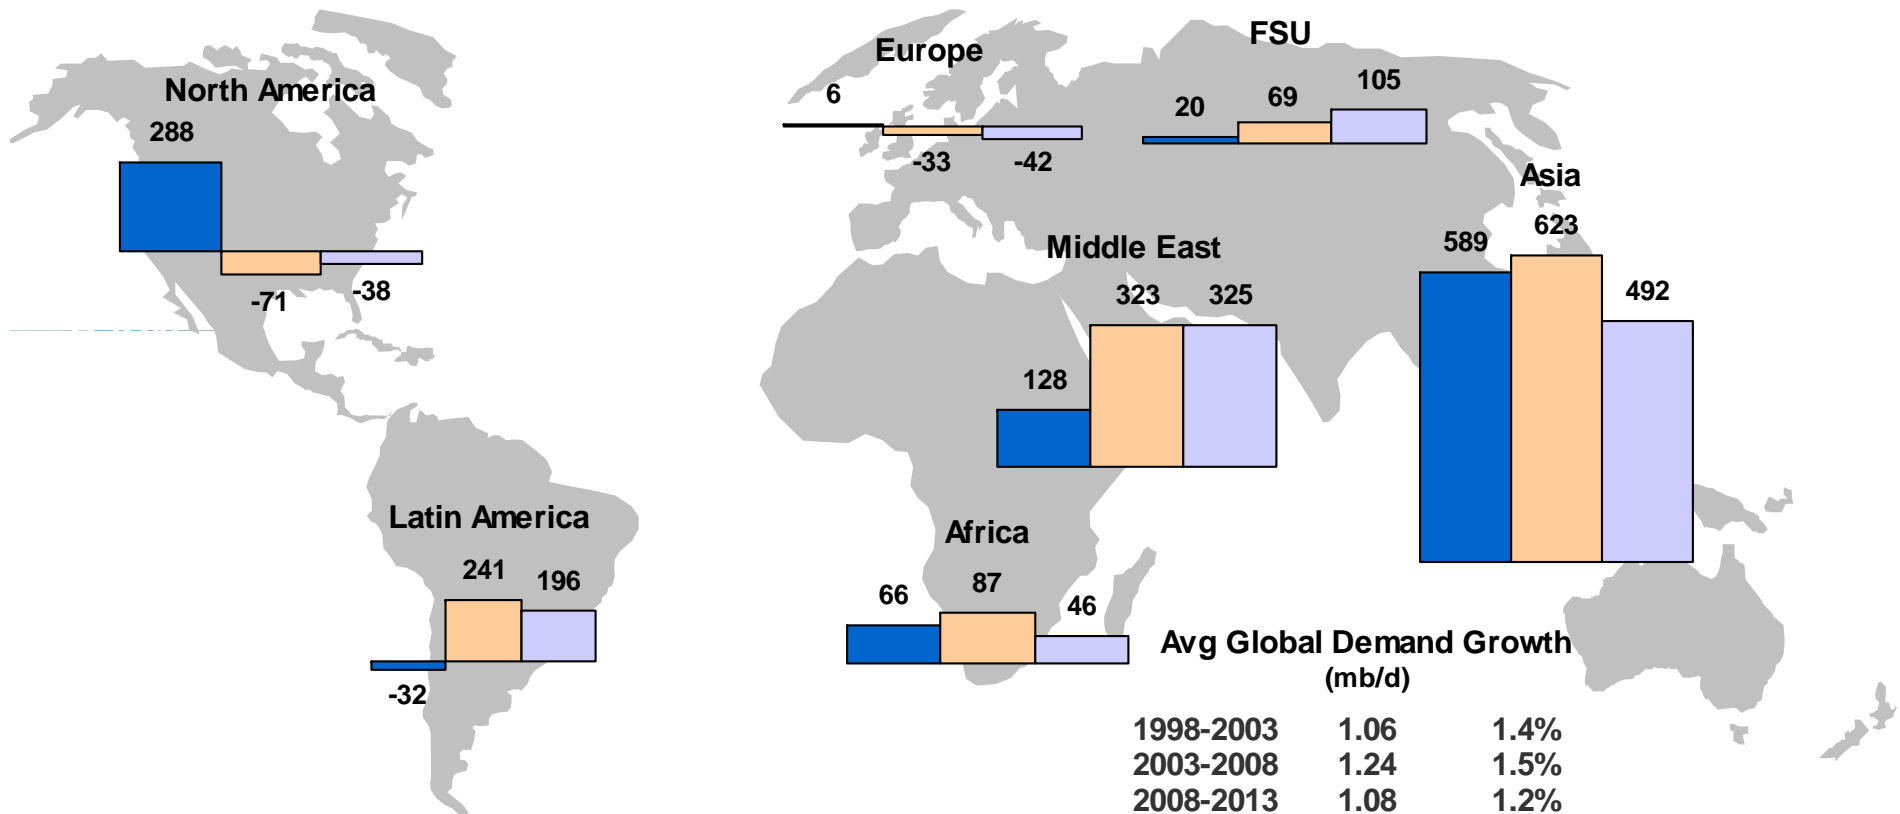 North America
288
-71
-38
Europe
6
-33
-42
FSU
20
69
105
Asia
589
623
492
Middle East
128
323
325
Latin America
-32
241
196
Africa
66
87
46
Avg Global Demand Growth
(mb/d)
1998-2003 1.06 1.4%
2003-2008 1.24 1.5%
2008-2013 1.08 1.2%